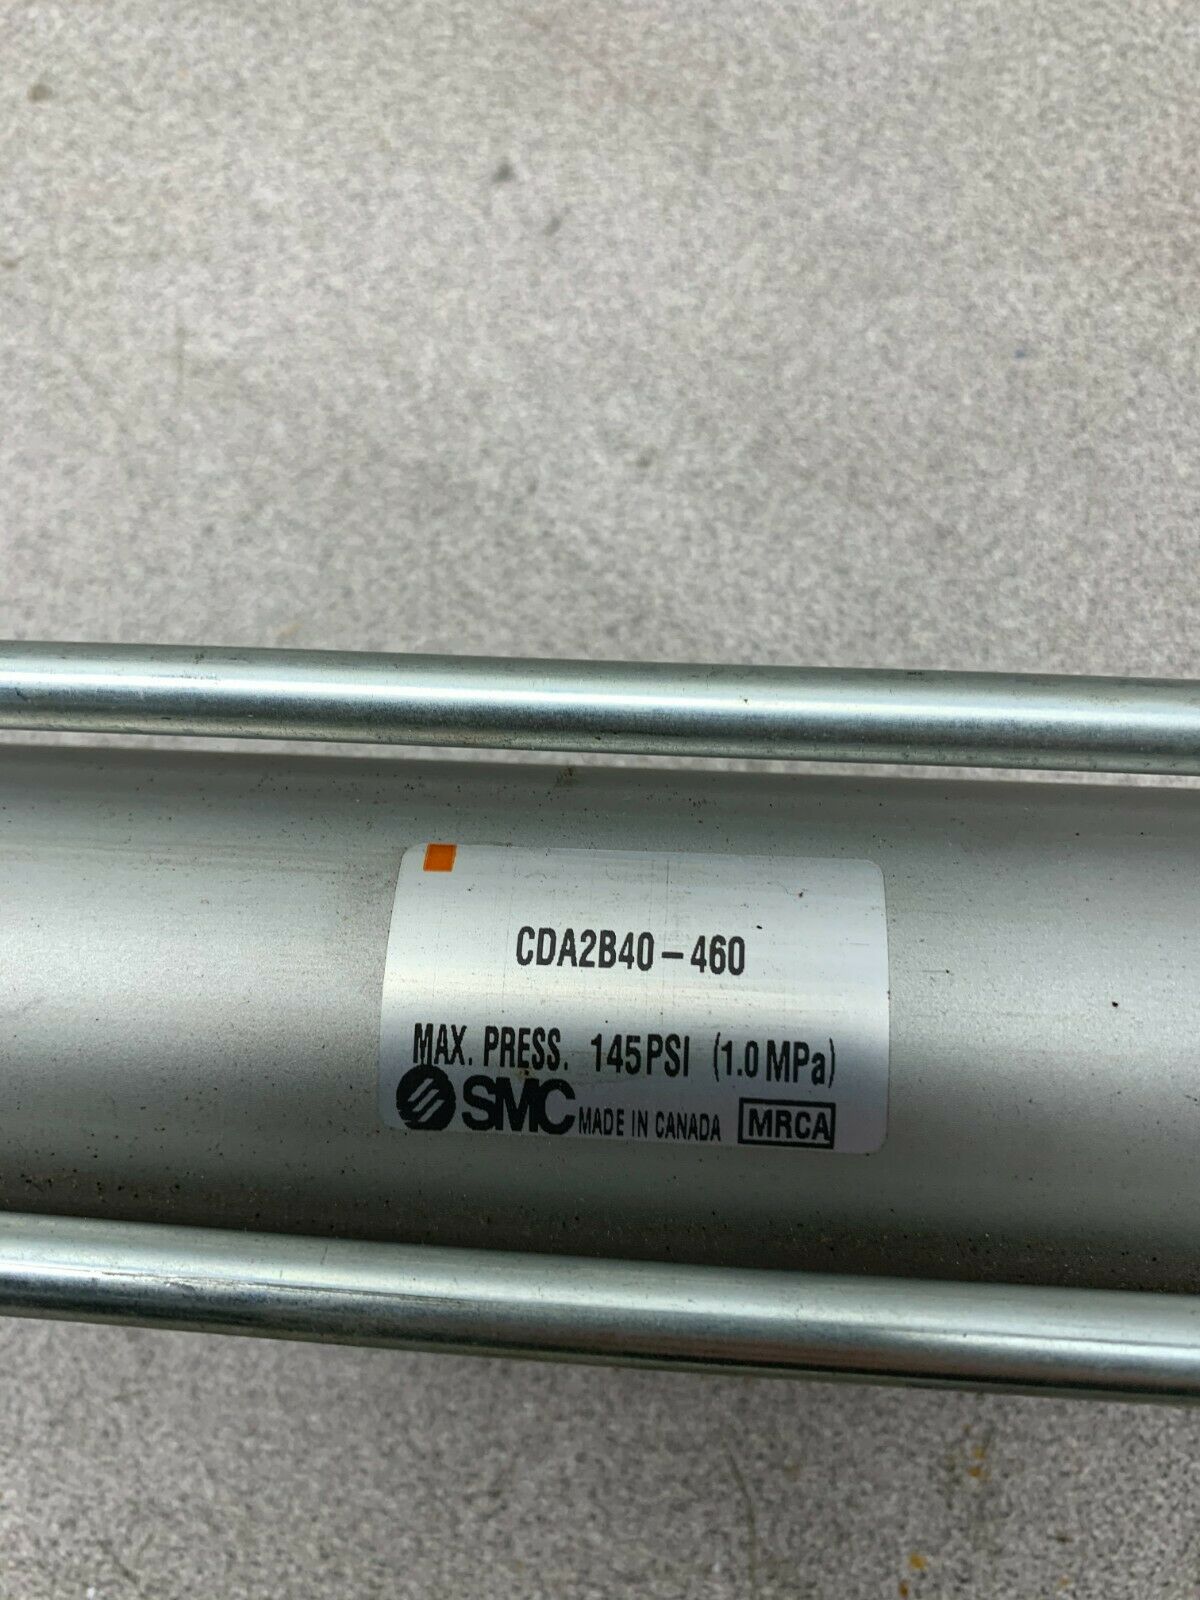 CDA2B40-460
MAX. PRESS. 145PSI (1.0MPa)
SMC MADE IN CANADA MRCA